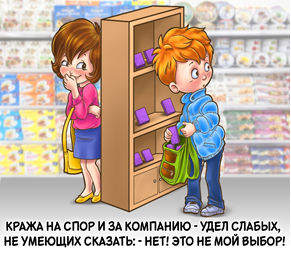 КРАЖА НА СПОР И ЗА КОМПАНИЮ - УДЕЛ СЛАБЫХ,
НЕ УМЕЮЩИХ СКАЗАТЬ: - НЕТ! ЭТО НЕ МОЙ ВЫБОР!